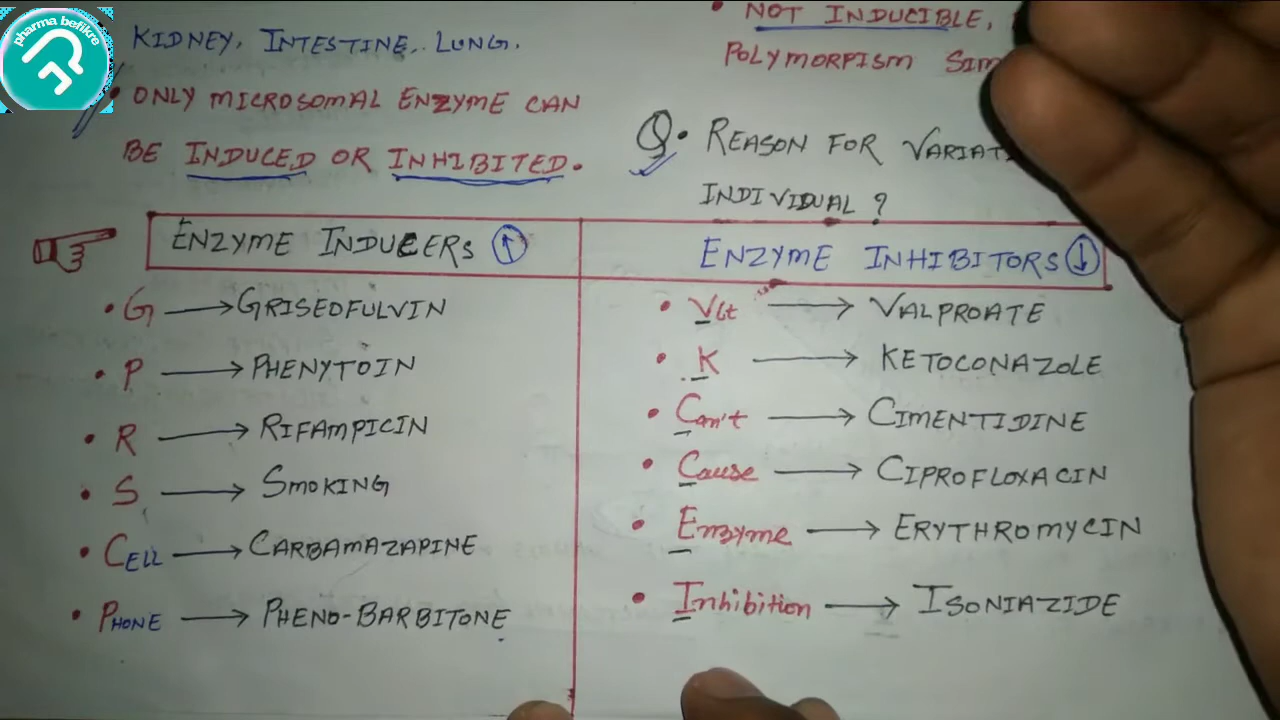 pharma befikre
KIDNEY, INTESTINE, LUNG.
• ONLY MICROSOMAL ENZYME CAN
BE INDUCED OR INHIBITED.
• NOT INDUCIBLE,
POLYMORPISM
Q. REASON FOR
INDIVIDUAL ?
ENZYME INDUCERS ↑
• G → GRISEOFULVIN
• P → PHENYTOIN
• R → RIFAMPICIN
• S → SMOKING
• CELL → CARBAMAZAPINE
• PHONE → PHENO-BARBITONE
ENZYME INHIBITORS ↓
• Vlt → VALPROATE
• K → KETOCONAZOLE
• Can't → CIMENTIDINE
• Cause → CIPROFLOXACIN
• Enzyme → ERYTHROMYCIN
• Inhibition → ISONIAZIDE